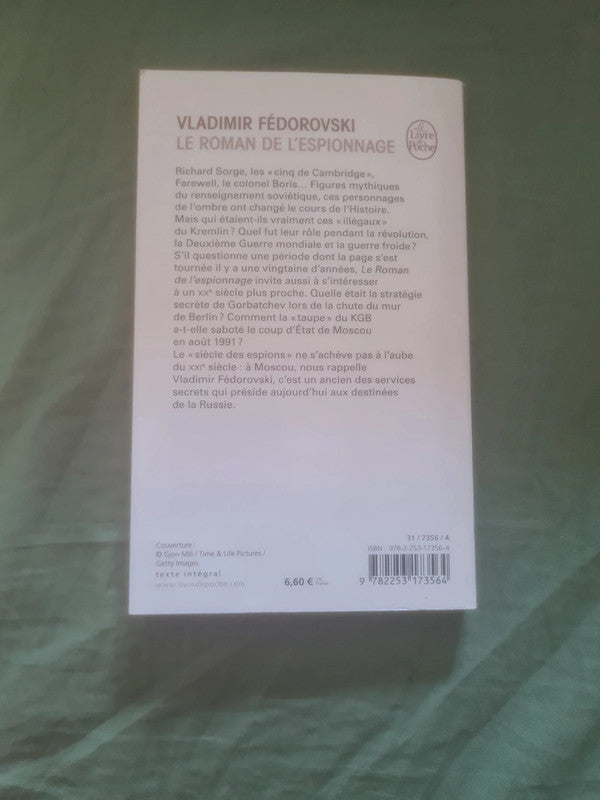 VLADIMIR FÉDOROVSKI
LE ROMAN DE L'ESPIONNAGE
Le
Livre
de
Poche
Richard Sorge, les «cinq de Cambridge»,
Farewell, le colonel Boris... Figures mythiques
du renseignement soviétique, ces personnages
de l'ombre ont changé le cours de l'Histoire.
Mais qui étaient-ils vraiment ces «illégaux»
du Kremlin? Quel fut leur rôle pendant la révolution,
la Deuxième Guerre mondiale et la guerre froide?
S'il questionne une période dont la page s'est
tournée il y a une vingtaine d'années, Le Roman
de l'espionnage invite aussi à s'intéresser
à un XXe siècle plus proche. Quelle était la stratégie
secrète de Gorbatchev lors de la chute du mur
de Berlin? Comment la "taupe" du KGB
a-t-elle saboté le coup d'État de Moscou
en août 1991?
Le «siècle des espions» ne s'achève pas à l'aube
du XXIe siècle : à Moscou, nous rappelle
Vladimir Fédorovski, c'est un ancien des services
secrets qui préside aujourd'hui aux destinées
de la Russie.
Couverture :
© Gjon Mili / Time & Life Pictures /
Getty Images
texte intégral
www.livredepoche.com
6,60 €
31 / 7356 / 4
ISBN : 978-2-253-17356-4
9 782253 173564